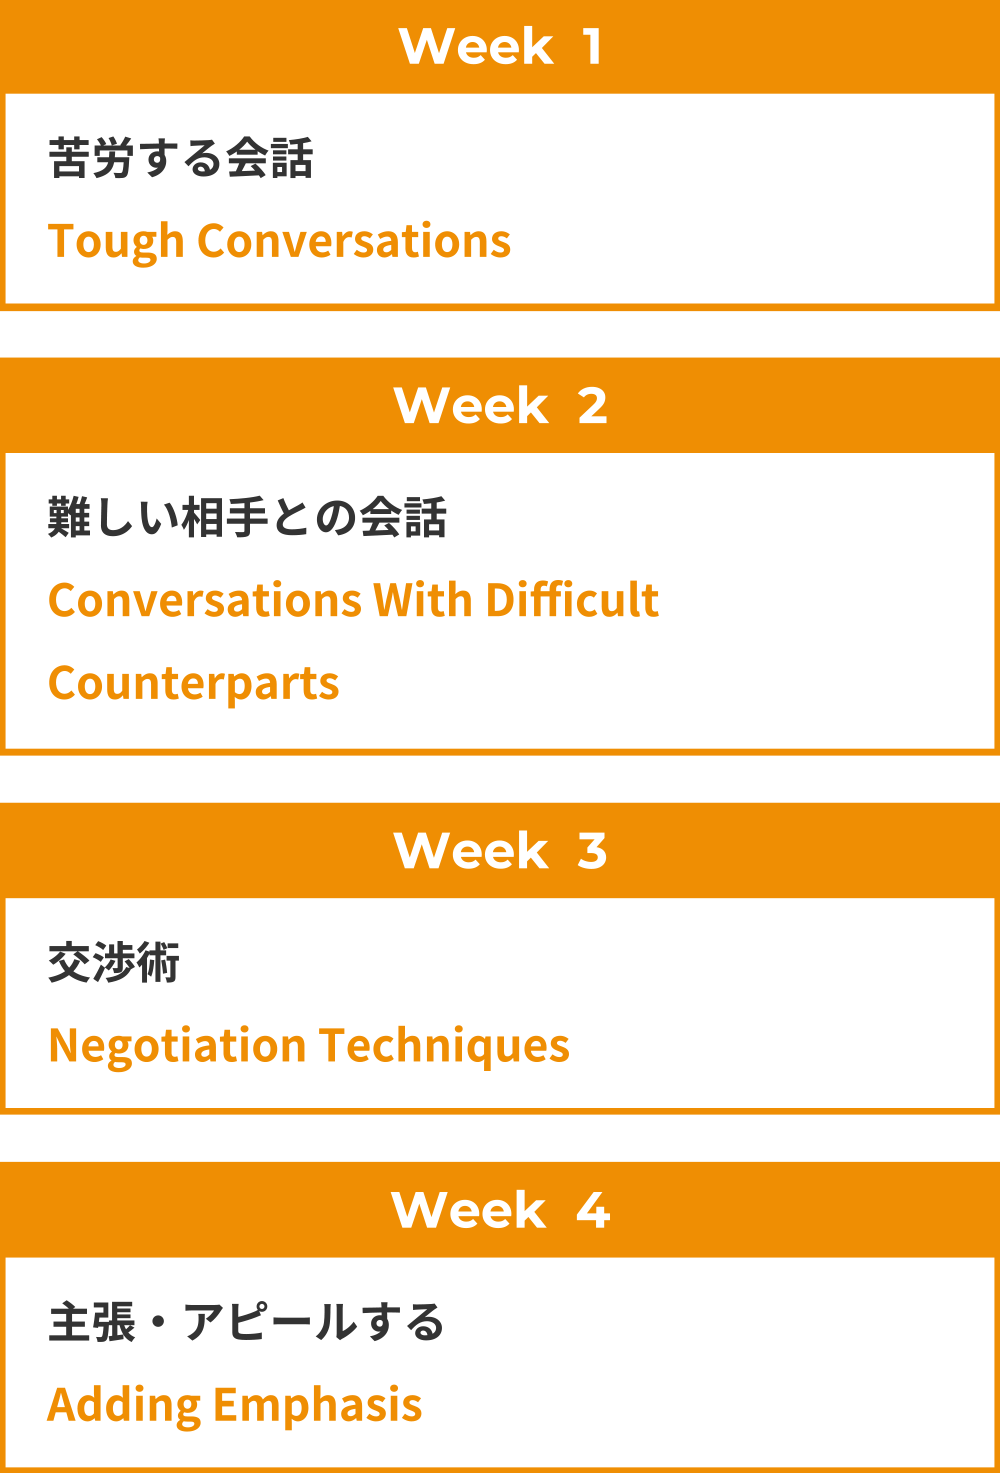 Week 1
苦労する会話
Tough Conversations
Week 2
難しい相手との会話
Conversations With Difficult
Counterparts
Week 3
交渉術
Negotiation Techniques
Week 4
主張・アピールする
Adding Emphasis